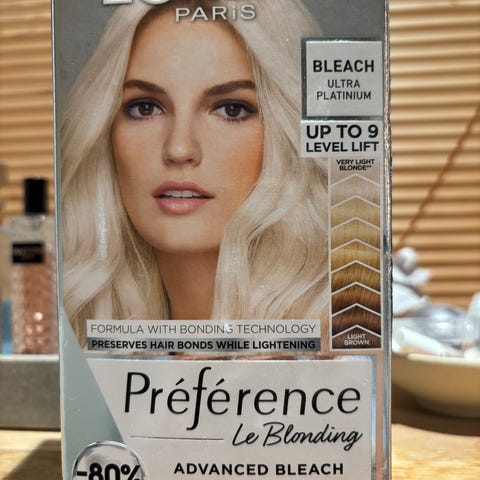 PARIS
BLEACH
ULTRA
PLATINIUM
UP TO 9
LEVEL LIFT
VERY LIGHT
BLONDE**
LIGHT
BROWN
FORMULA WITH BONDING TECHNOLOGY
PRESERVES HAIR BONDS WHILE LIGHTENING
Préférence
Le Blonding
-80%
ADVANCED BLEACH